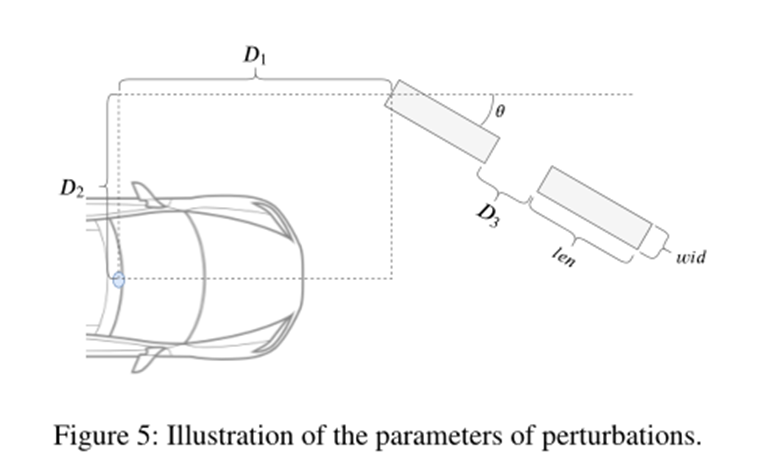 D₁
θ
D₂
D₃
len
wid
Figure 5: Illustration of the parameters of perturbations.